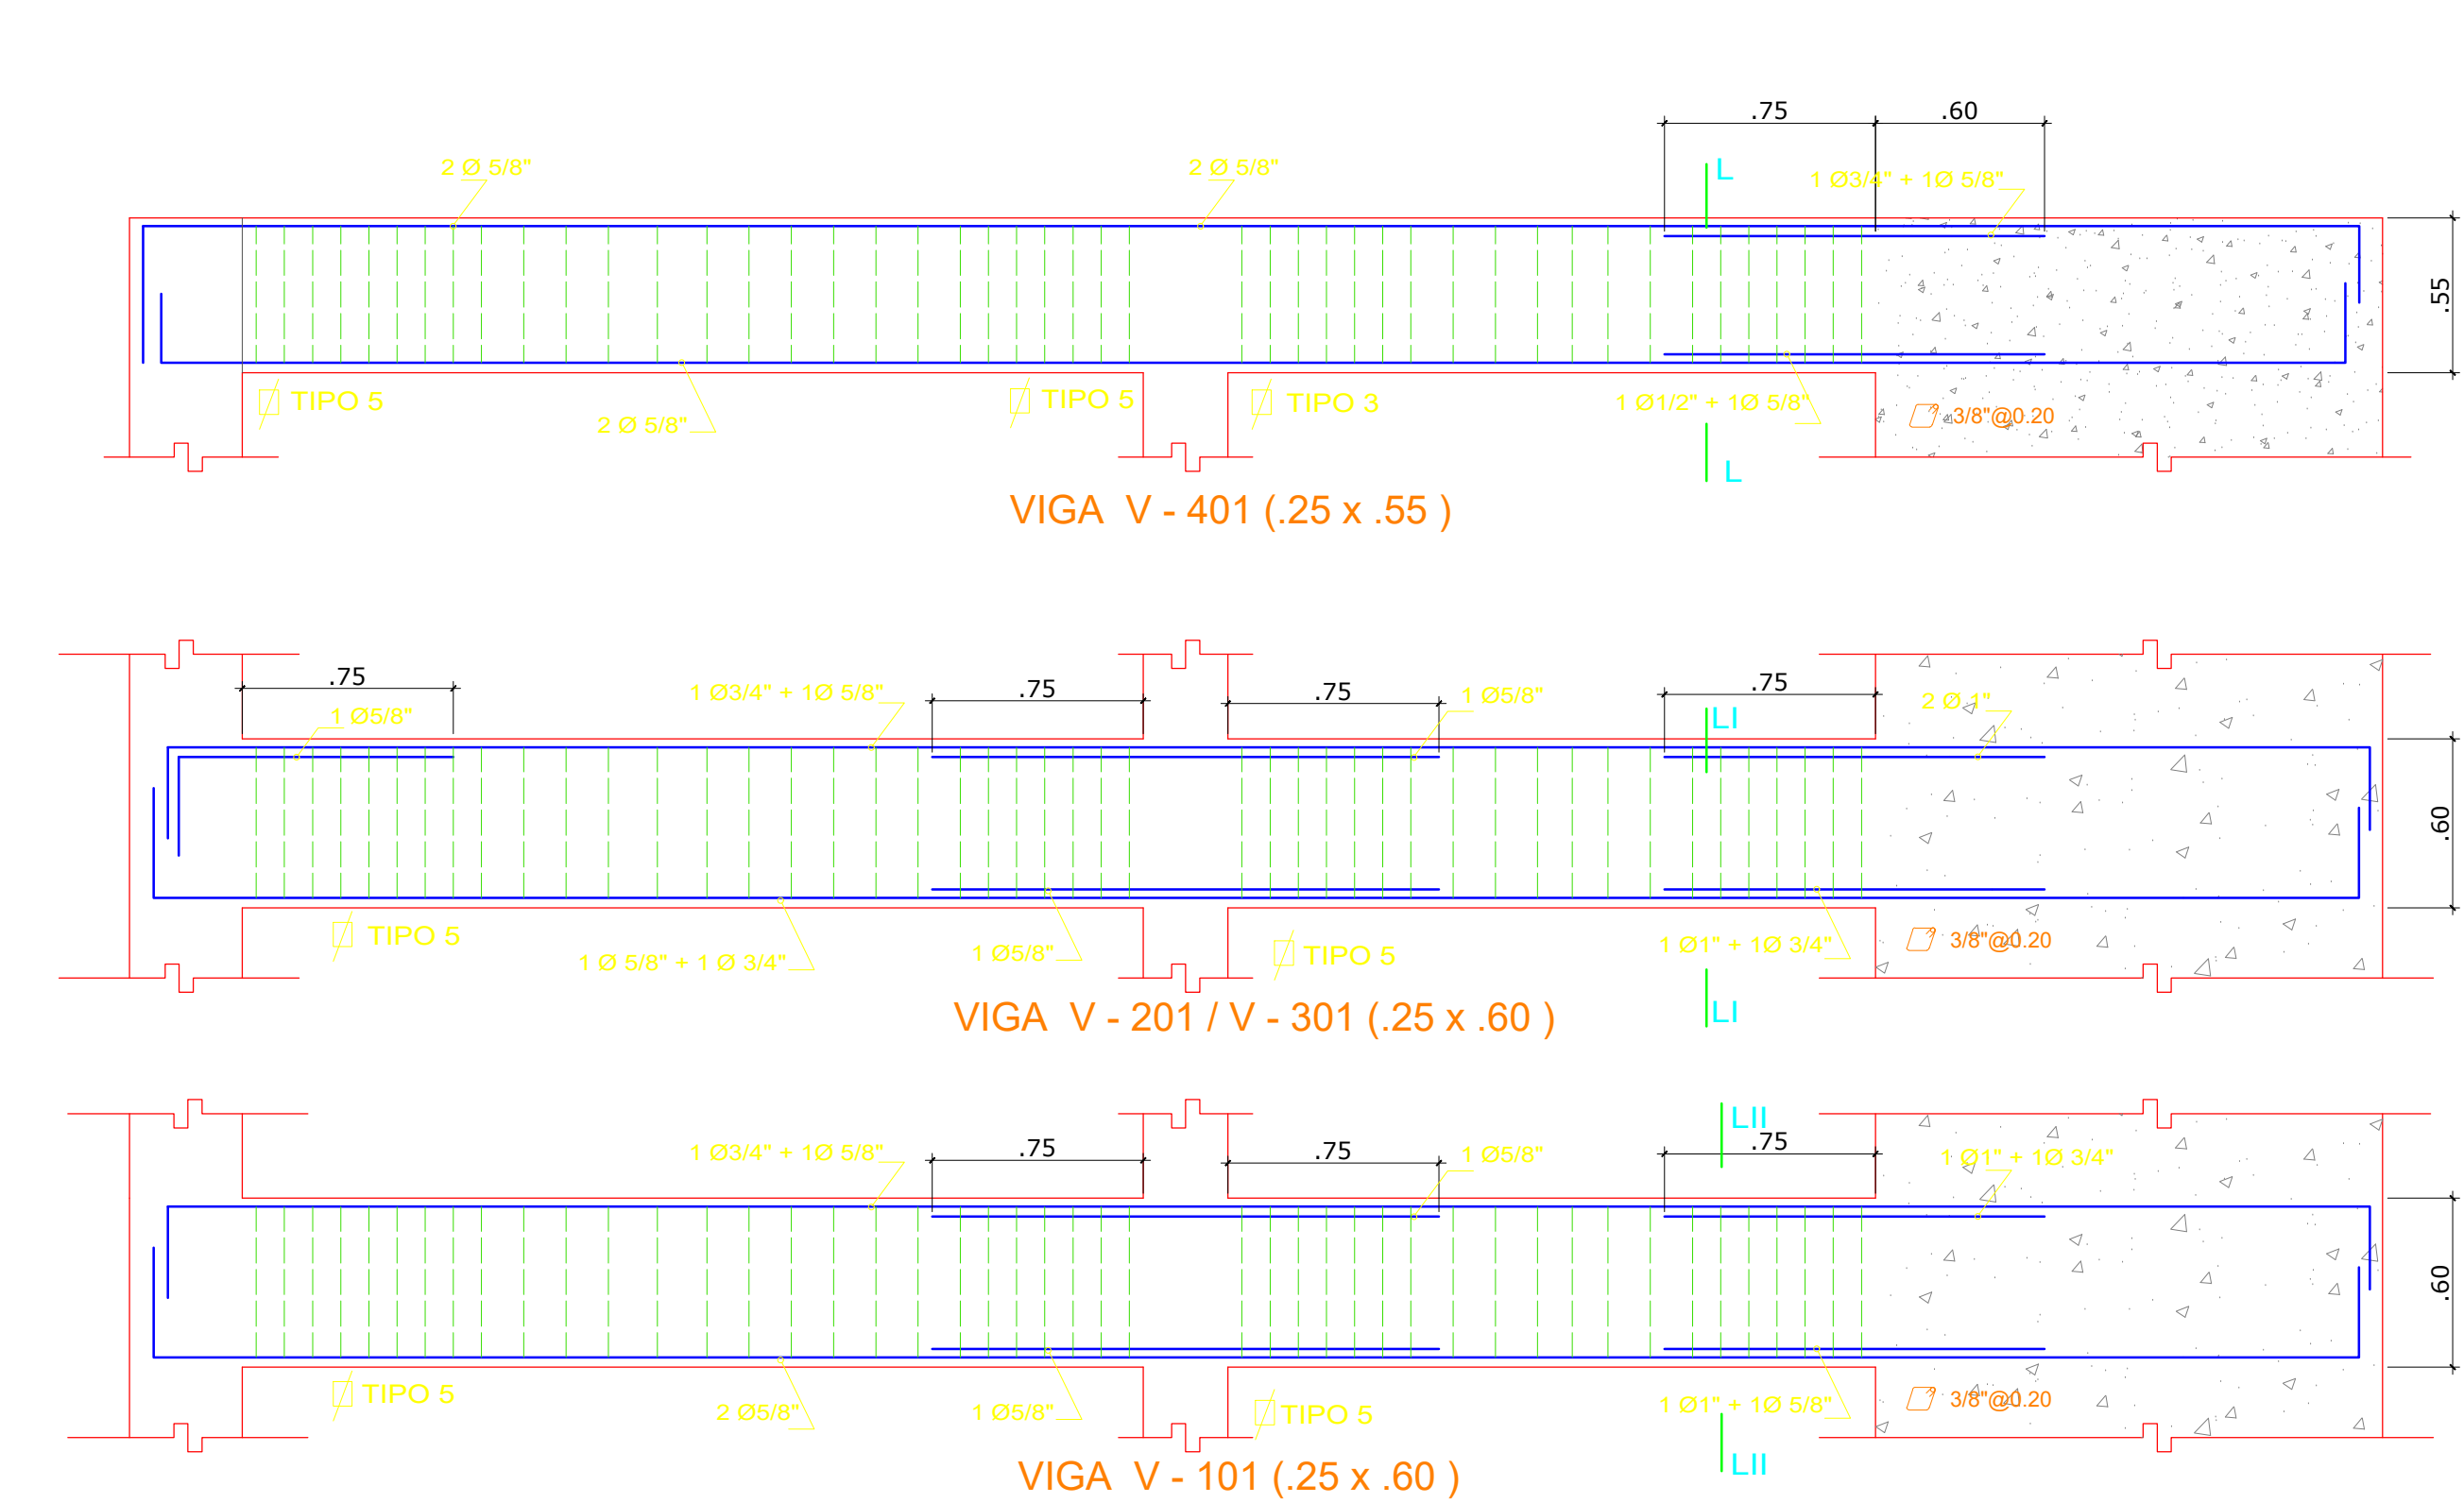 .75
.60
2 Ø 5/8"
2 Ø 5/8"
L
1 Ø3/4" + 1Ø 5/8"
.55
TIPO 5
2 Ø 5/8"
TIPO 5
TIPO 3
1 Ø1/2" + 1Ø 5/8"
3/8"@0.20
L
VIGA V - 401 (.25 x .55 )
.75
1 Ø5/8"
1 Ø3/4" + 1Ø 5/8"
.75
.75
1 Ø5/8"
.75
LI
2 Ø 1"
.60
TIPO 5
1 Ø 5/8" + 1 Ø 3/4"
1 Ø5/8"
TIPO 5
1 Ø1" + 1Ø 3/4"
3/8"@0.20
LI
VIGA V - 201 / V - 301 (.25 x .60 )
1 Ø3/4" + 1Ø 5/8"
.75
.75
1 Ø5/8"
LII
.75
1 Ø1" + 1Ø 3/4"
.60
TIPO 5
2 Ø5/8"
1 Ø5/8"
TIPO 5
1 Ø1" + 1Ø 5/8"
3/8"@0.20
LII
VIGA V - 101 (.25 x .60 )